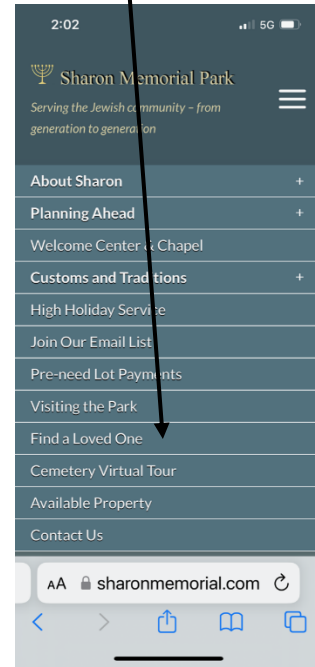 2:02
5G
Sharon Memorial Park
Serving the Jewish community – from
generation to generation
About Sharon +
Planning Ahead +
Welcome Center & Chapel
Customs and Traditions +
High Holiday Service
Join Our Email List
Pre-need Lot Payments
Visiting the Park
Find a Loved One
Cemetery Virtual Tour
Available Property
Contact Us
AA sharonmemorial.com